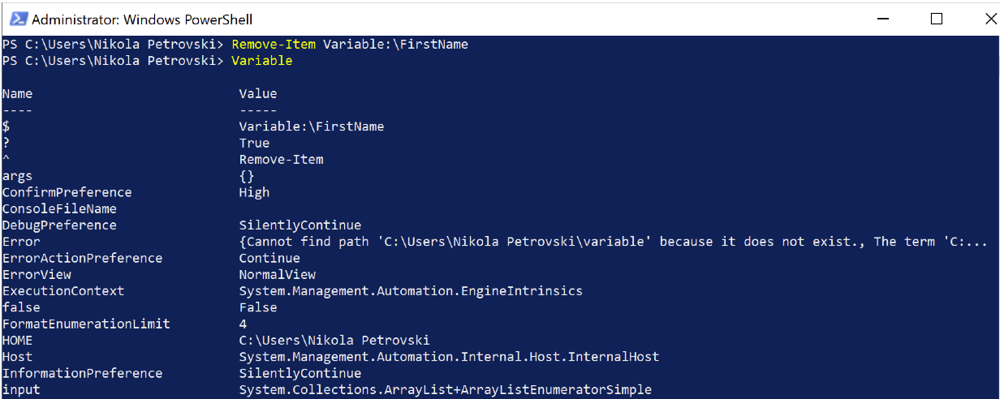 Administrator: Windows PowerShell
PS C:\Users\Nikola Petrovski> Remove-Item Variable:\FirstName
PS C:\Users\Nikola Petrovski> Variable
Name Value
---- -----
$ Variable:\FirstName
? True
^ Remove-Item
args {}
ConfirmPreference High
ConsoleFileName
DebugPreference SilentlyContinue
Error {Cannot find path 'C:\Users\Nikola Petrovski\variable' because it does not exist., The term 'C:...
ErrorActionPreference Continue
ErrorView NormalView
ExecutionContext System.Management.Automation.EngineIntrinsics
false False
FormatEnumerationLimit 4
HOME C:\Users\Nikola Petrovski
Host System.Management.Automation.Internal.Host.InternalHost
InformationPreference SilentlyContinue
input System.Collections.ArrayList+ArrayListEnumeratorSimple